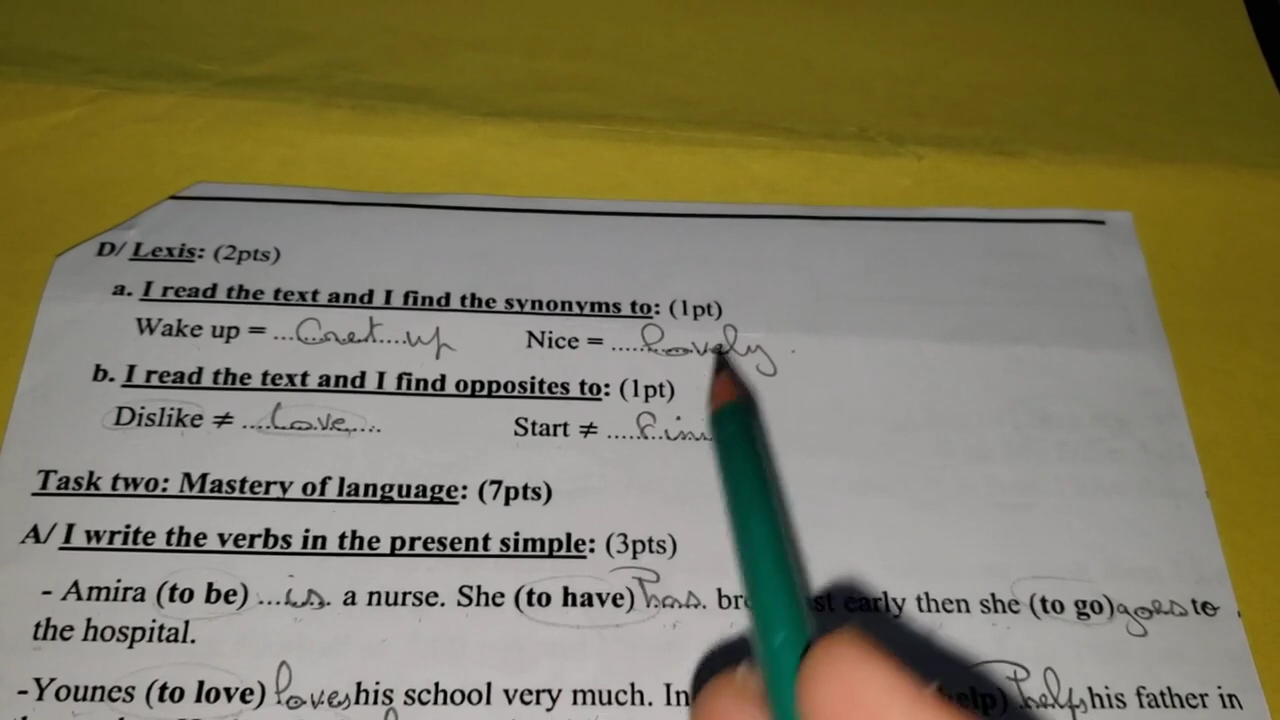 D/ Lexis: (2pts)
a. I read the text and I find the synonyms to: (1pt)
Wake up = ...Get....up Nice = .....Lovely.
b. I read the text and I find opposites to: (1pt)
Dislike ≠ ....Love.... Start ≠ .....
Task two: Mastery of language: (7pts)
A/ I write the verbs in the present simple: (3pts)
- Amira (to be) ...is. a nurse. She (to have) has. early then she (to go) goes to
the hospital.
-Younes (to love) loves his school very much. In helps his father in